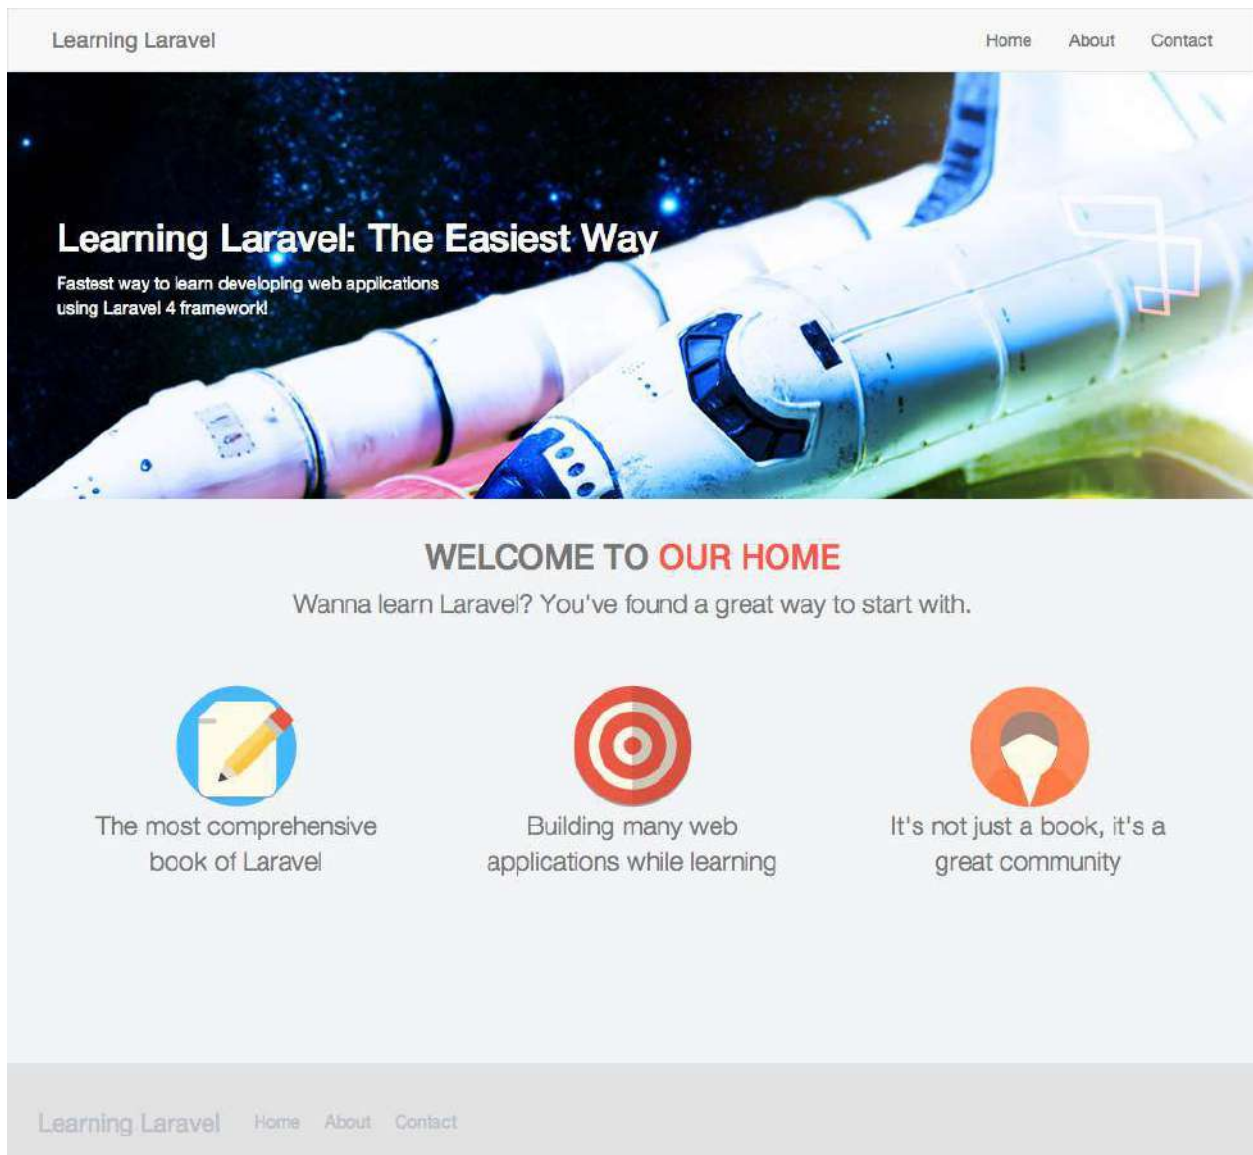 Learning Laravel
Home About Contact
Learning Laravel: The Easiest Way
Fastest way to learn developing web applications
using Laravel 4 framework!
WELCOME TO OUR HOME
Wanna learn Laravel? You've found a great way to start with.
The most comprehensive
book of Laravel
Building many web
applications while learning
It's not just a book, it's a
great community
Learning Laravel Home About Contact